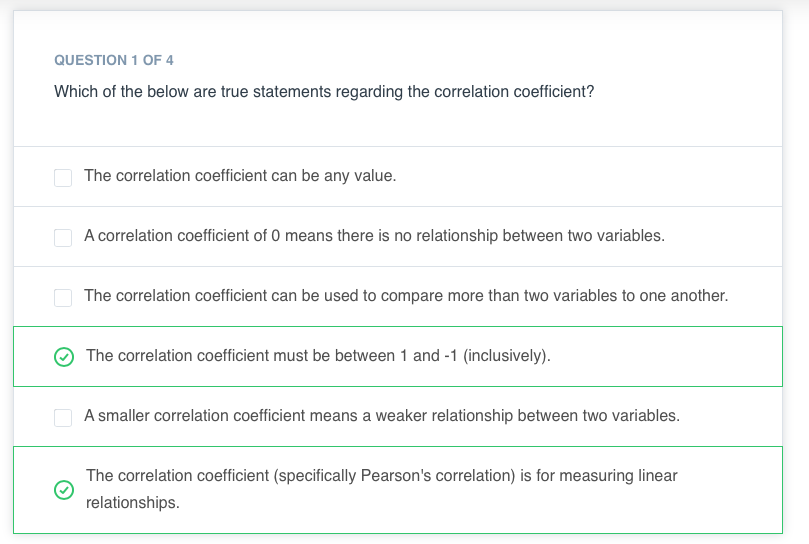 QUESTION 1 OF 4
Which of the below are true statements regarding the correlation coefficient?
The correlation coefficient can be any value.
A correlation coefficient of 0 means there is no relationship between two variables.
The correlation coefficient can be used to compare more than two variables to one another.
The correlation coefficient must be between 1 and -1 (inclusively).
A smaller correlation coefficient means a weaker relationship between two variables.
The correlation coefficient (specifically Pearson's correlation) is for measuring linear
relationships.